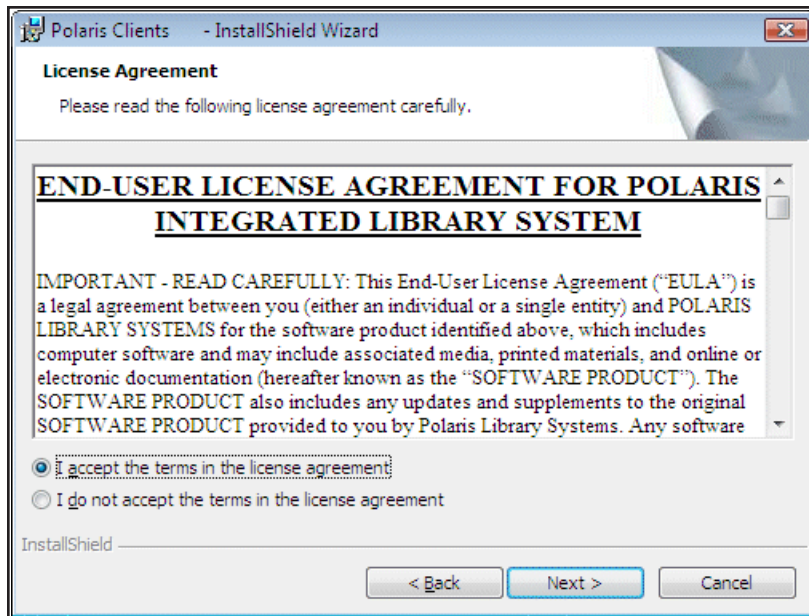 Polaris Clients - InstallShield Wizard
License Agreement
Please read the following license agreement carefully.
END-USER LICENSE AGREEMENT FOR POLARIS
INTEGRATED LIBRARY SYSTEM
IMPORTANT - READ CAREFULLY: This End-User License Agreement (“EULA”) is
a legal agreement between you (either an individual or a single entity) and POLARIS
LIBRARY SYSTEMS for the software product identified above, which includes
computer software and may include associated media, printed materials, and online or
electronic documentation (hereafter known as the “SOFTWARE PRODUCT”). The
SOFTWARE PRODUCT also includes any updates and supplements to the original
SOFTWARE PRODUCT provided to you by Polaris Library Systems. Any software
I accept the terms in the license agreement
I do not accept the terms in the license agreement
InstallShield
< Back Next > Cancel